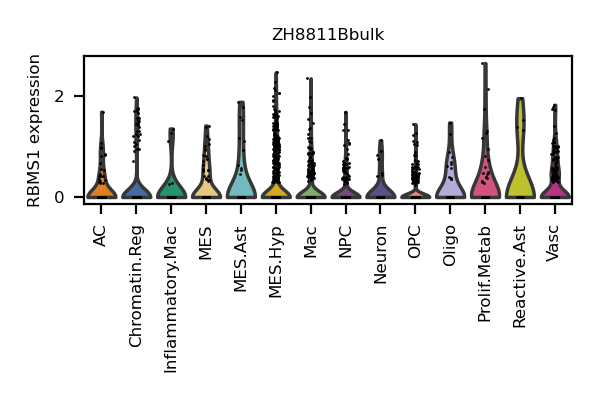 ZH8811Bbulk
RBMS1 expression
2
0
AC
Chromatin.Reg
Inflammatory.Mac
MES
MES.Ast
MES.Hyp
Mac
NPC
Neuron
OPC
Oligo
Prolif.Metab
Reactive.Ast
Vasc